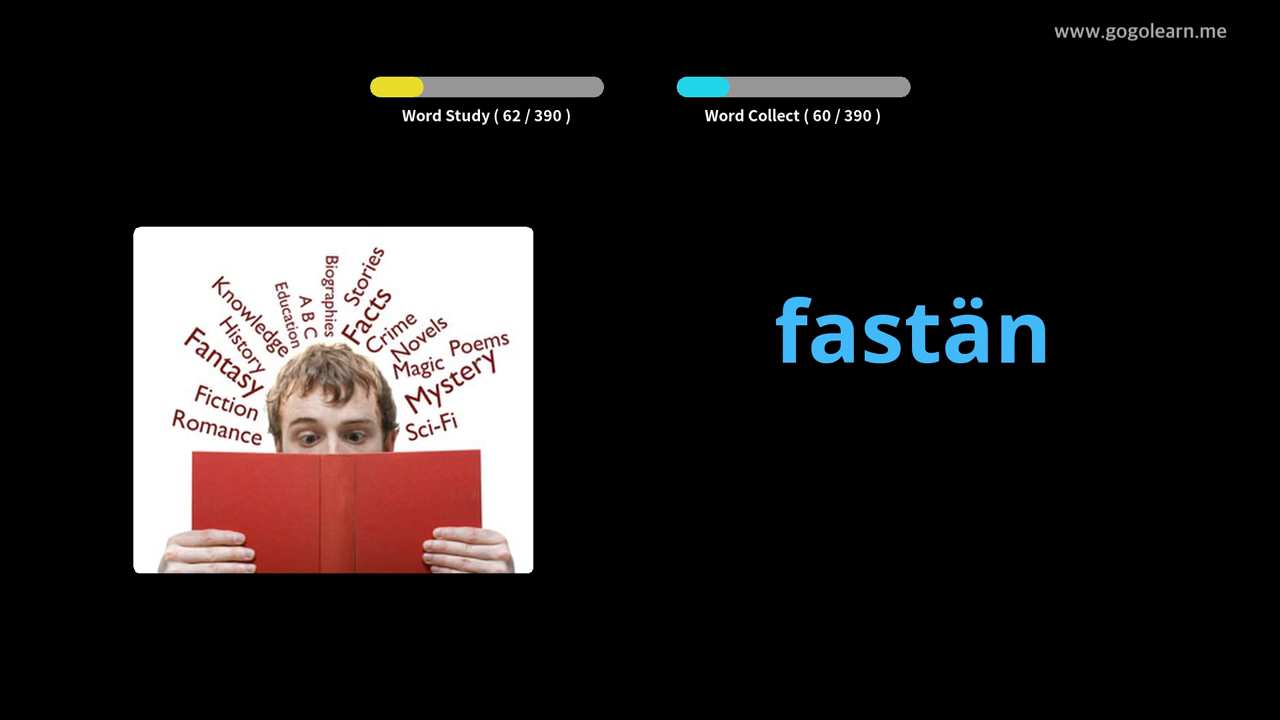 www.gogolearn.me
Word Study ( 62 / 390 )
Word Collect ( 60 / 390 )
Knowledge
Education
A B C
Biographies
Stories
Facts
History
Crime
Novels
Fantasy
Magic
Poems
Mystery
Fiction
Romance
Sci-Fi
fastän